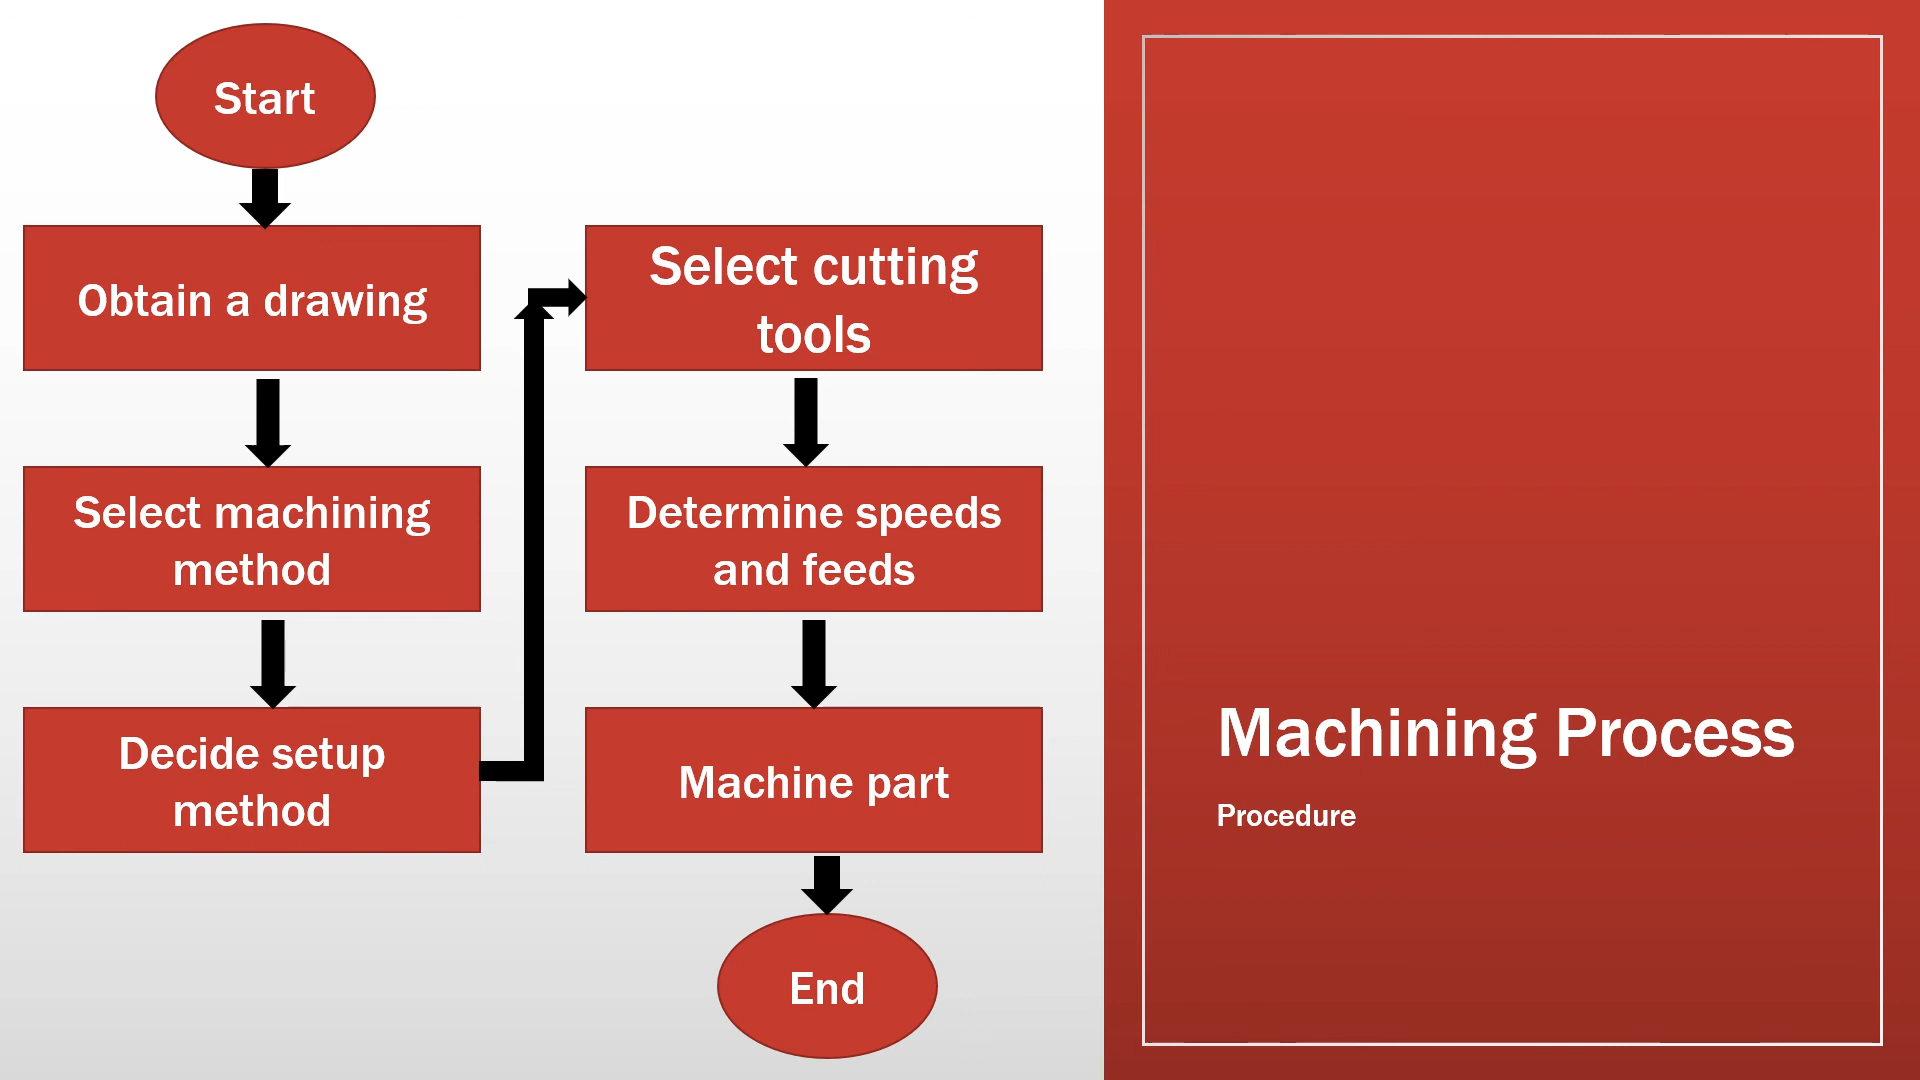 Start
Obtain a drawing
Select machining
method
Decide setup
method
Select cutting
tools
Determine speeds
and feeds
Machine part
End
Machining Process
Procedure